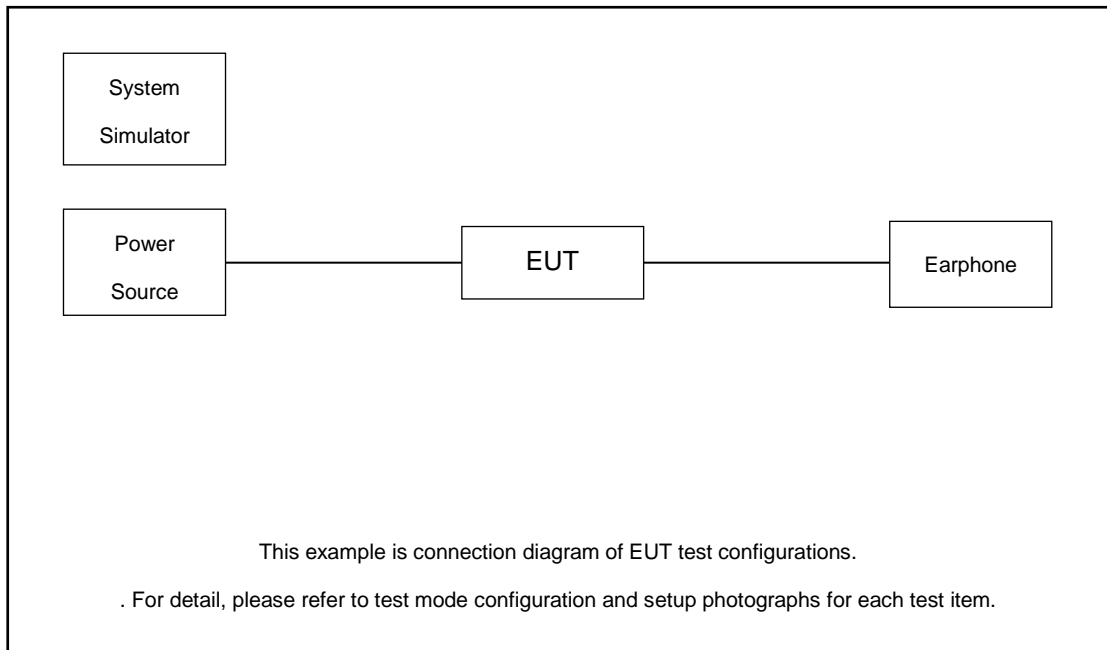 System
Simulator
Power
Source
EUT
Earphone
This example is connection diagram of EUT test configurations.
. For detail, please refer to test mode configuration and setup photographs for each test item.